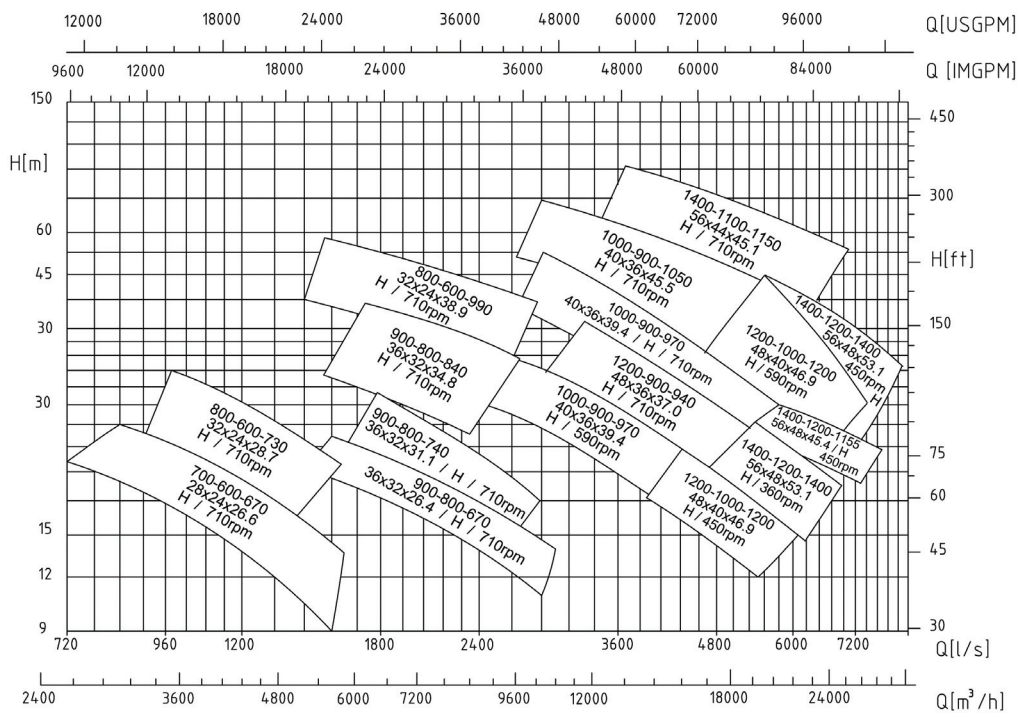 12000 18000 24000 36000 48000 60000 72000 96000 Q[USGPM]
9600 12000 18000 24000 36000 48000 60000 84000 Q [IMGPM]
150
450
H[m]
300
60
H[ft]
45
30
150
30
75
60
15
45
12
9
30
1400-1100-1150
56x44x45.1
H / 710rpm
1000-900-1050
40x36x45.5
H / 710rpm
800-600-990
32x24x38.9
H / 710rpm
1000-900-970
40x36x39.4 / H / 710rpm
1400-1200-1400
56x48x53.1
450rpm
H
1200-1000-1200
48x40x46.9
H/590rpm
900-800-840
36x32x34.8
H / 710rpm
1200-900-940
48x36x37.0
H / 710rpm
1000-900-970
40x36x39.4
H / 590rpm
1400-1200-1155
56x48x45.4 / H
450rpm
800-600-730
32x24x28.7
H / 710rpm
900-800-740
36x32x31.1 / H / 710rpm
1400-1200-1400
56x48x53.1
H/360rpm
700-600-670
28x24x26.6
H / 710rpm
900-800-670
36x32x26.4 / H / 710rpm
1200-1000-1200
48x40x46.9
H/450rpm
720 960 1200 1800 2400 3600 4800 6000 7200 Q[l/s]
2400 3600 4800 6000 7200 9600 12000 18000 24000 Q[m³/h]